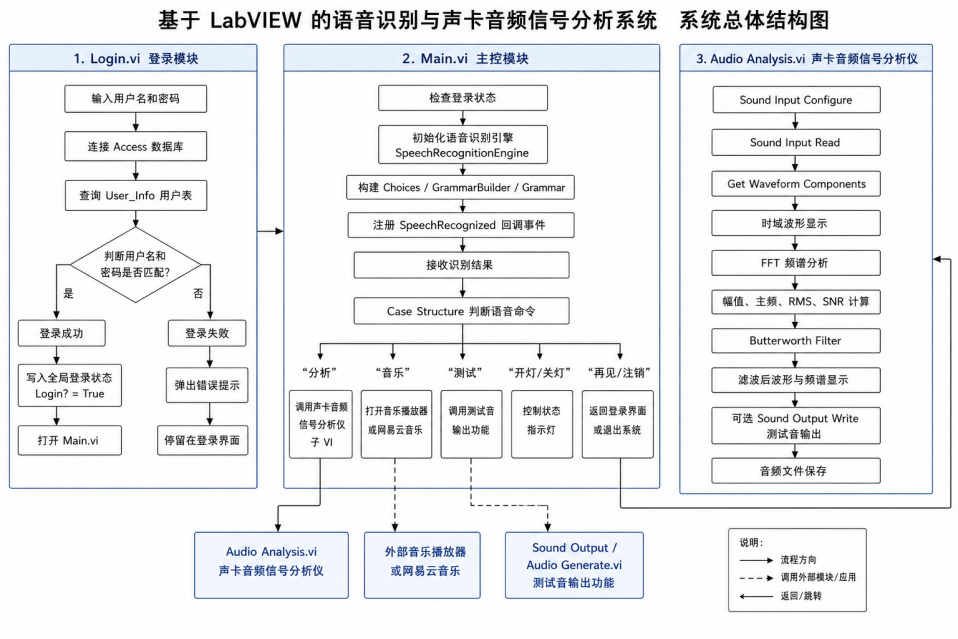 基于 LabVIEW 的语音识别与声卡音频信号分析系统 系统总体结构图
1. Login.vi 登录模块
输入用户名和密码
连接 Access 数据库
查询 User_Info 用户表
判断用户名和
密码是否匹配?
是
否
登录成功
登录失败
写入全局登录状态
Login? = True
弹出错误提示
打开 Main.vi
停留在登录界面
2. Main.vi 主控模块
检查登录状态
初始化语音识别引擎
SpeechRecognitionEngine
构建 Choices / GrammarBuilder / Grammar
注册 SpeechRecognized 回调事件
接收识别结果
Case Structure 判断语音命令
“分析”
“音乐”
“测试”
“开灯/关灯”
“再见/注销”
调用声卡音频
信号分析仪
子 VI
打开音乐播放器
或网易云音乐
调用测试音
输出功能
控制状态
指示灯
返回登录界面
或退出系统
3. Audio Analysis.vi 声卡音频信号分析仪
Sound Input Configure
Sound Input Read
Get Waveform Components
时域波形显示
FFT 频谱分析
幅值、主频、RMS、SNR 计算
Butterworth Filter
滤波后波形与频谱显示
可选 Sound Output Write
测试音输出
音频文件保存
Audio Analysis.vi
声卡音频信号分析仪
外部音乐播放器
或网易云音乐
Sound Output /
Audio Generate.vi
测试音输出功能
说明:
流程方向
调用外部模块/应用
返回/跳转